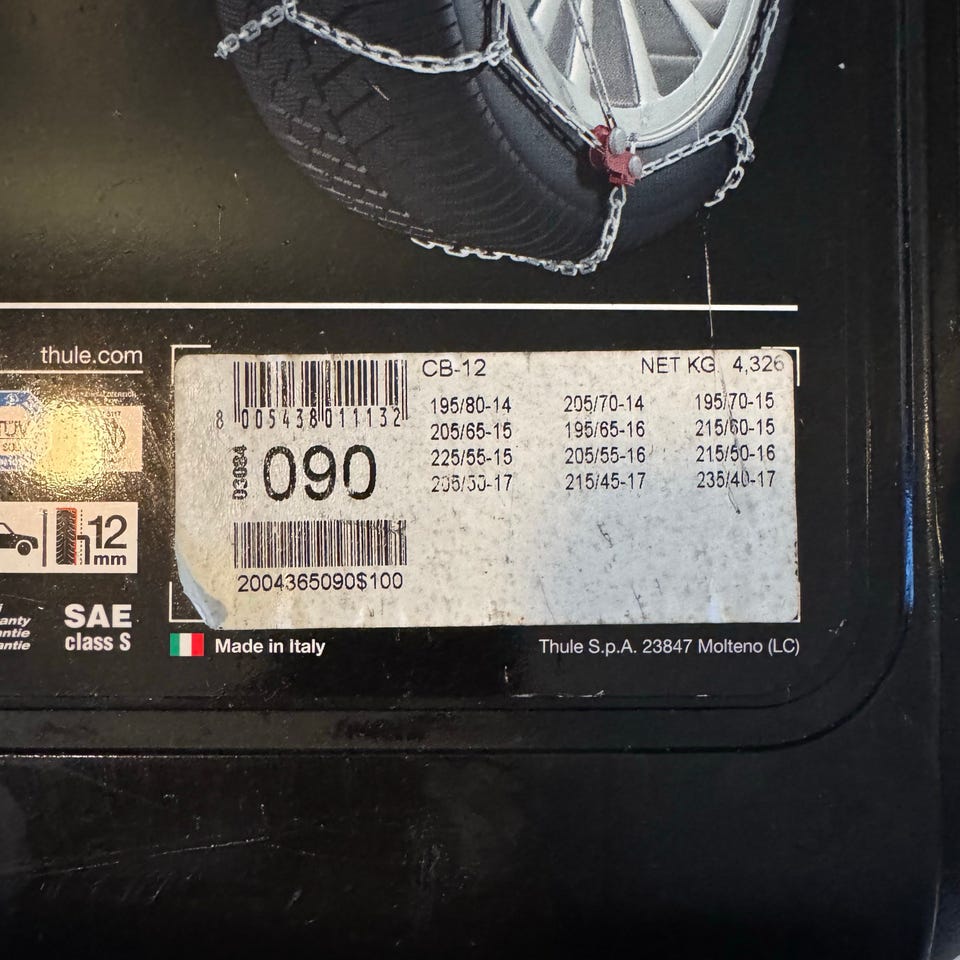 thule.com
CB-12 NET KG 4,326
8 005438 011132
03034
090
195/80-14 205/70-14 195/70-15
205/65-15 195/65-16 215/60-15
225/55-15 205/55-16 215/50-16
215/45-17 235/40-17
2004365090$100
12
mm
SAE
class S
anty
antie
antie
Made in Italy
Thule S.p.A. 23847 Molteno (LC)